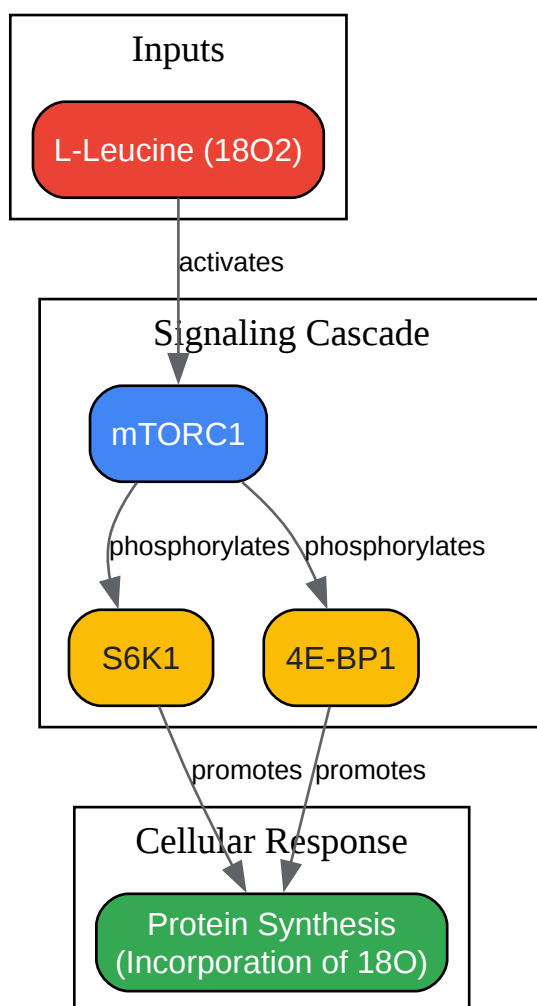 Inputs
L-Leucine (18O2)
activates
Signaling Cascade
mTORC1
phosphorylates
phosphorylates
S6K1
4E-BP1
promotes
promotes
Cellular Response
Protein Synthesis
(Incorporation of 18O)